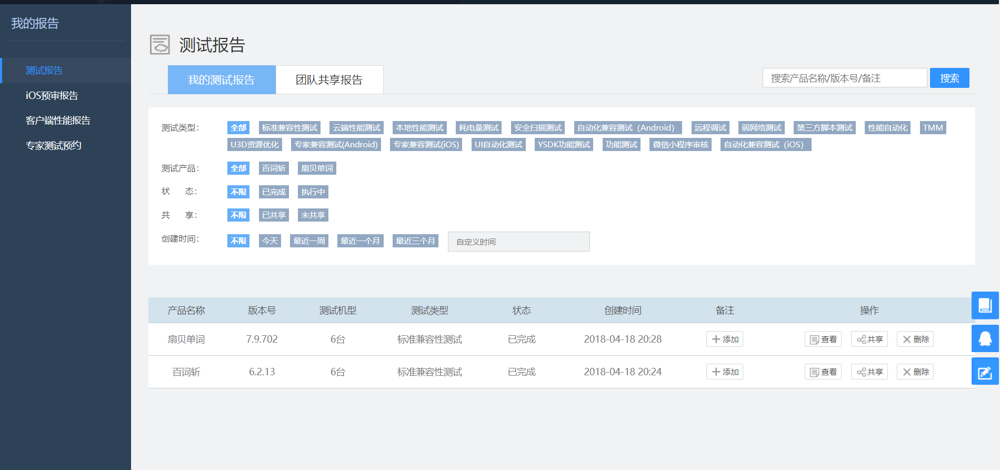 我的报告
测试报告
iOS预审报告
客户端性能报告
专家测试预约
测试报告
我的测试报告 团队共享报告 搜索产品名称/版本号/备注 搜索
测试类型： 全部 标准兼容性测试 云端性能测试 本地性能测试 耗电量测试 安全扫描测试 自动化兼容测试（Android） 远程调试 弱网络测试 第三方脚本测试 性能自动化 TMM
U3D资源优化 专家兼容测试(Android) 专家兼容测试(iOS) UI自动化测试 YSDK功能测试 功能测试 微信小程序审核 自动化兼容测试（iOS）
测试产品： 全部 百词斩 扇贝单词
状 态： 不限 已完成 执行中
共 享： 不限 已共享 未共享
创建时间： 不限 今天 最近一周 最近一个月 最近三个月 自定义时间
产品名称 版本号 测试机型 测试类型 状态 创建时间 备注 操作
扇贝单词 7.9.702 6台 标准兼容性测试 已完成 2018-04-18 20:28 添加 查看 共享 删除
百词斩 6.2.13 6台 标准兼容性测试 已完成 2018-04-18 20:24 添加 查看 共享 删除